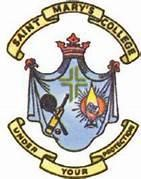 SAINT MARY'S COLLEGE
UNDER YOUR PROTECTION